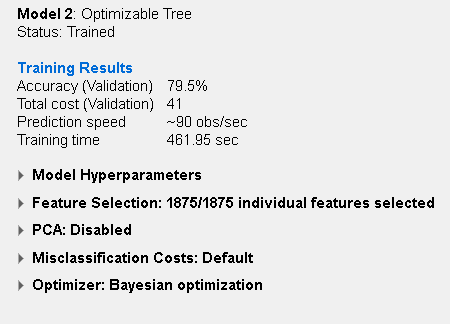 Model 2: Optimizable Tree
Status: Trained
Training Results
Accuracy (Validation) 79.5%
Total cost (Validation) 41
Prediction speed ~90 obs/sec
Training time 461.95 sec
Model Hyperparameters
Feature Selection: 1875/1875 individual features selected
PCA: Disabled
Misclassification Costs: Default
Optimizer: Bayesian optimization